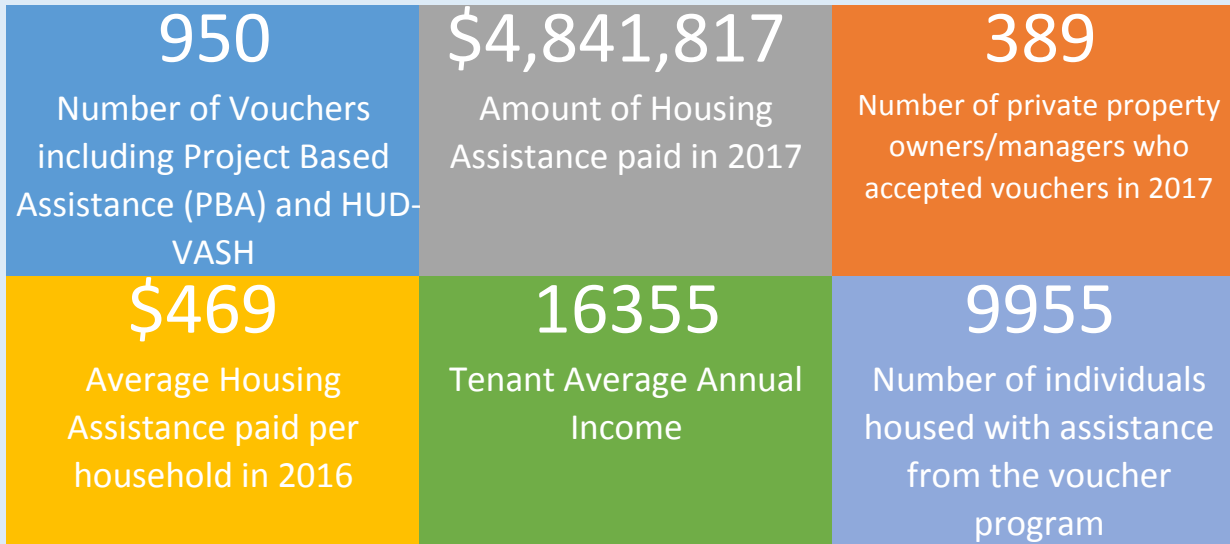 950
Number of Vouchers
including Project Based
Assistance (PBA) and HUD-
VASH
$4,841,817
Amount of Housing
Assistance paid in 2017
389
Number of private property
owners/managers who
accepted vouchers in 2017
$469
Average Housing
Assistance paid per
household in 2016
16355
Tenant Average Annual
Income
9955
Number of individuals
housed with assistance
from the voucher
program